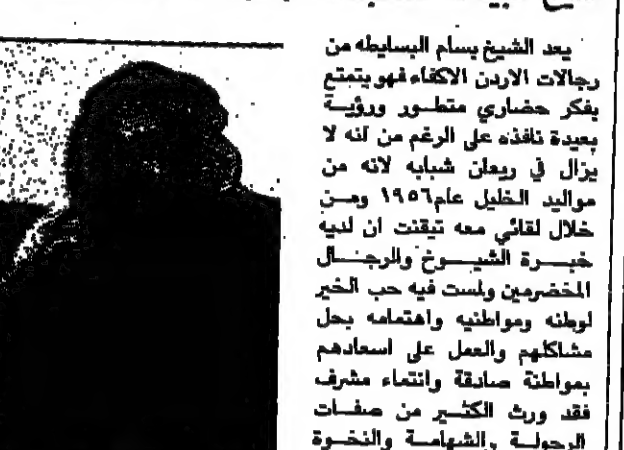 يعد الشيخ بسام البسايطه من
رجالات الاردن الاكفاء فهو يتمتع
بفكر حضاري متطور ورؤية
بعيدة نافذه على الرغم من انه لا
يزال في ريعان شبابه لانه من
مواليد الخليل عام ١٩٥٦ ومن
خلال لقائي معه تيقنت ان لديه
خبرة الشيوخ والرجال
المخضرمين ولمست فيه حب الخير
لوطنه ومواطنيه واهتمامه بحل
مشاكلهم والعمل على اسعادهم
بمواطنة صادقة وانتماء مشرف
فقد ورث الكثير من صفات
الرجولة والشهامة والنخوة